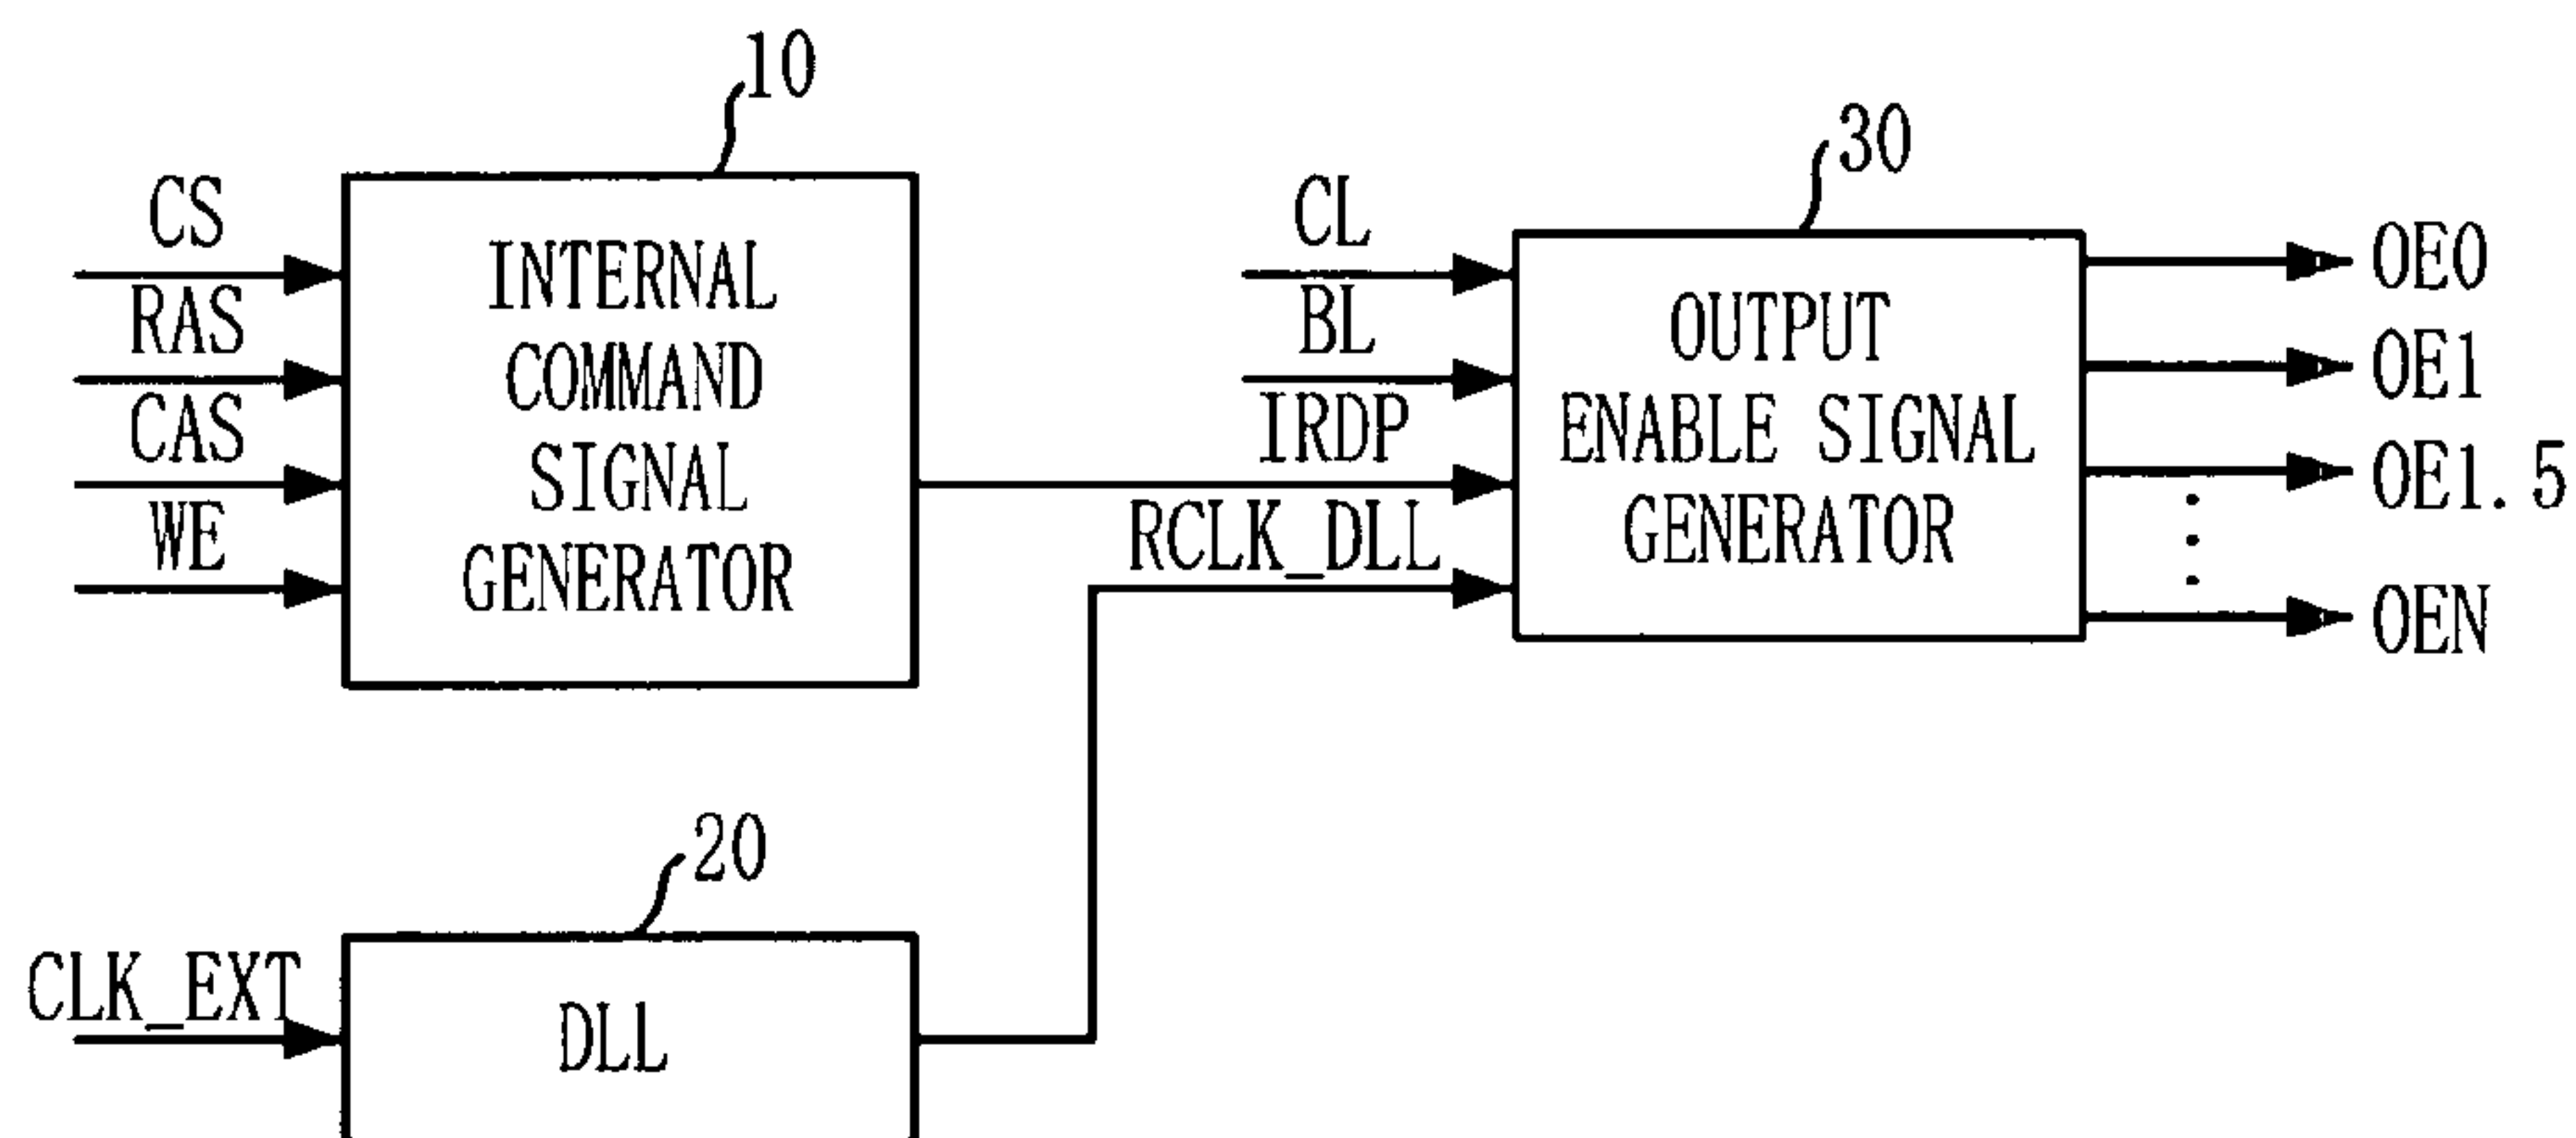 10
CS
RAS
CAS
WE
INTERNAL
COMMAND
SIGNAL
GENERATOR
30
CL
BL
IRDP
RCLK_DLL
OUTPUT
ENABLE SIGNAL
GENERATOR
OE0
OE1
OE1.5
OEN
20
CLK_EXT
DLL